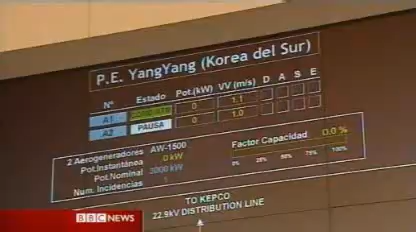 P.E. YangYang (Korea del Sur)
Nº Estado Pot.(kW) VV (m/s) D A S E
A1 0 1.1
A2 PAUSA 0 1.0
2 Aerogeneradores AW-1500
Pot.Instantánea 0 kW
Pot.Nominal 3000 kW
Num. Incidencias 1
Factor Capacidad 0.0 %
0% 25% 50% 75% 100%
TO KEPCO
22.9kV DISTRIBUTION LINE
BBC NEWS